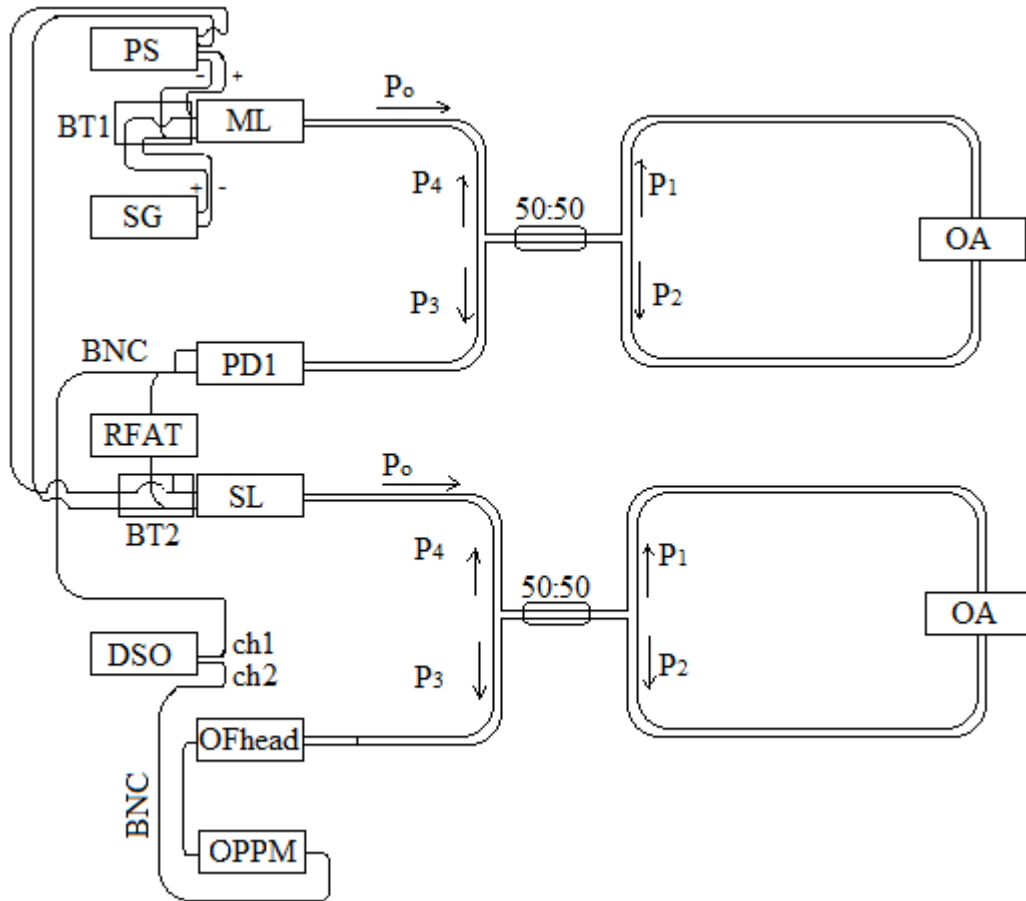 PS
- +
BT1
ML
Po
+ -
SG
P4
50:50
P1
OA
P3
P2
BNC
PD1
RFAT
Po
SL
BT2
P4
50:50
P1
OA
DSO
ch1
ch2
P3
P2
OFhead
BNC
OPPM